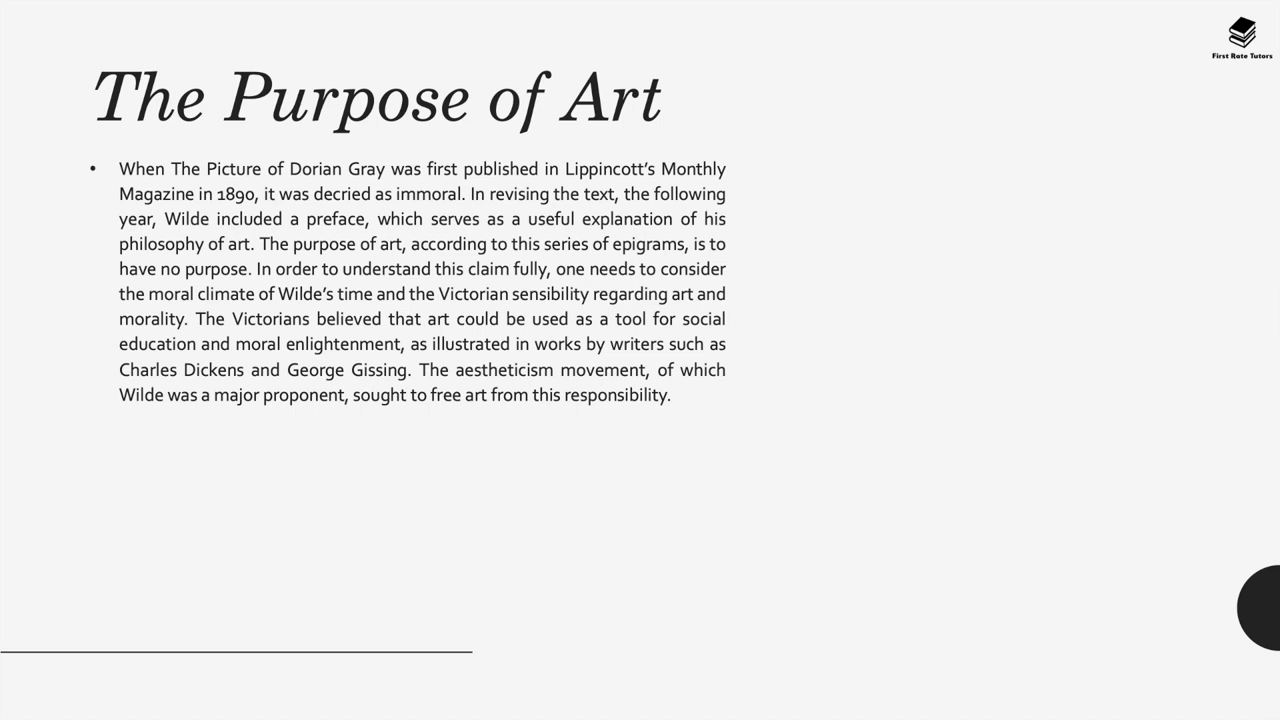 First Rate Tutors
The Purpose of Art
• When The Picture of Dorian Gray was first published in Lippincott’s Monthly
Magazine in 1890, it was decried as immoral. In revising the text, the following
year, Wilde included a preface, which serves as a useful explanation of his
philosophy of art. The purpose of art, according to this series of epigrams, is to
have no purpose. In order to understand this claim fully, one needs to consider
the moral climate of Wilde’s time and the Victorian sensibility regarding art and
morality. The Victorians believed that art could be used as a tool for social
education and moral enlightenment, as illustrated in works by writers such as
Charles Dickens and George Gissing. The aestheticism movement, of which
Wilde was a major proponent, sought to free art from this responsibility.